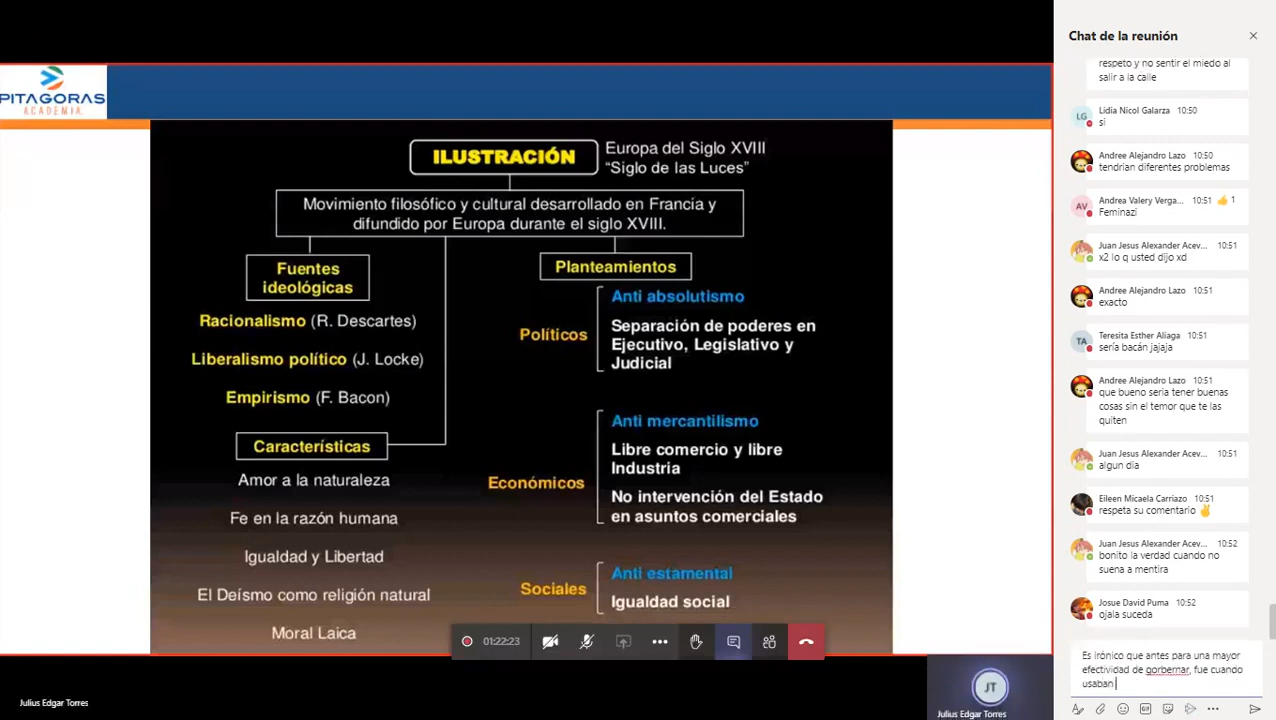 PITAGORAS
ACADEMIA
ILUSTRACIÓN
Europa del Siglo XVIII
“Siglo de las Luces”
Movimiento filosófico y cultural desarrollado en Francia y
difundido por Europa durante el siglo XVIII.
Fuentes
ideológicas
Racionalismo (R. Descartes)
Liberalismo político (J. Locke)
Empirismo (F. Bacon)
Características
Amor a la naturaleza
Fe en la razón humana
Igualdad y Libertad
El Deísmo como religión natural
Moral Laica
Planteamientos
Políticos
Anti absolutismo
Separación de poderes en
Ejecutivo, Legislativo y
Judicial
Económicos
Anti mercantilismo
Libre comercio y libre
Industria
No intervención del Estado
en asuntos comerciales
Sociales
Anti estamental
Igualdad social
01:22:23
JT
Julius Edgar Torres
Julius Edgar Torres
Chat de la reunión
respeto y no sentir el miedo al
salir a la calle
LG
Lidia Nicol Galarza 10:50
si
Andree Alejandro Lazo 10:50
tendrian diferentes problemas
AV
Andrea Valery Verga... 10:51 👍 1
Feminazi
Juan Jesus Alexander Acev... 10:51
x2 lo q usted dijo xd
Andree Alejandro Lazo 10:51
exacto
TA
Teresita Esther Aliaga 10:51
sería bacán jajaja
Andree Alejandro Lazo 10:51
que bueno seria tener buenas
cosas sin el temor que te las
quiten
Juan Jesus Alexander Acev... 10:51
algun dia
Eileen Micaela Carriazo 10:51
respeta su comentario ✌
Juan Jesus Alexander Acev... 10:52
bonito la verdad cuando no
suena a mentira
Josue David Puma 10:52
ojala suceda
Es irónico que antes para una mayor
efectividad de gorbernar, fue cuando
usaban
GIF